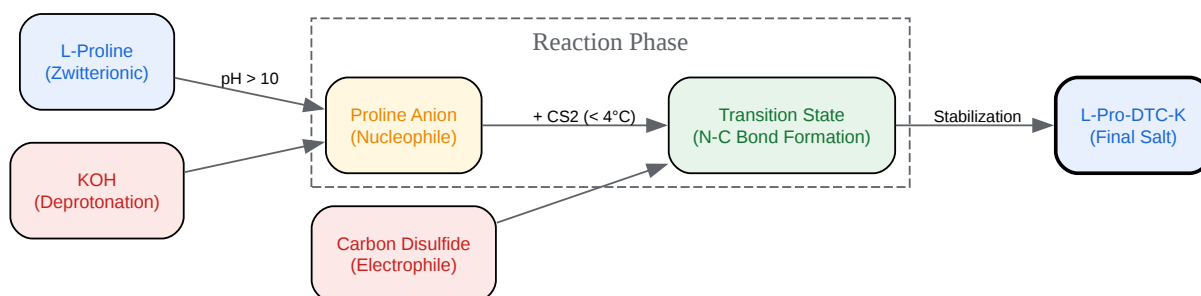 Reaction Phase
L-Proline
(Zwitterionic)
pH > 10
KOH
(Deprotonation)
Proline Anion
(Nucleophile)
+ CS2 (< 4°C)
Transition State
(N-C Bond Formation)
Stabilization
L-Pro-DTC-K
(Final Salt)
Carbon Disulfide
(Electrophile)